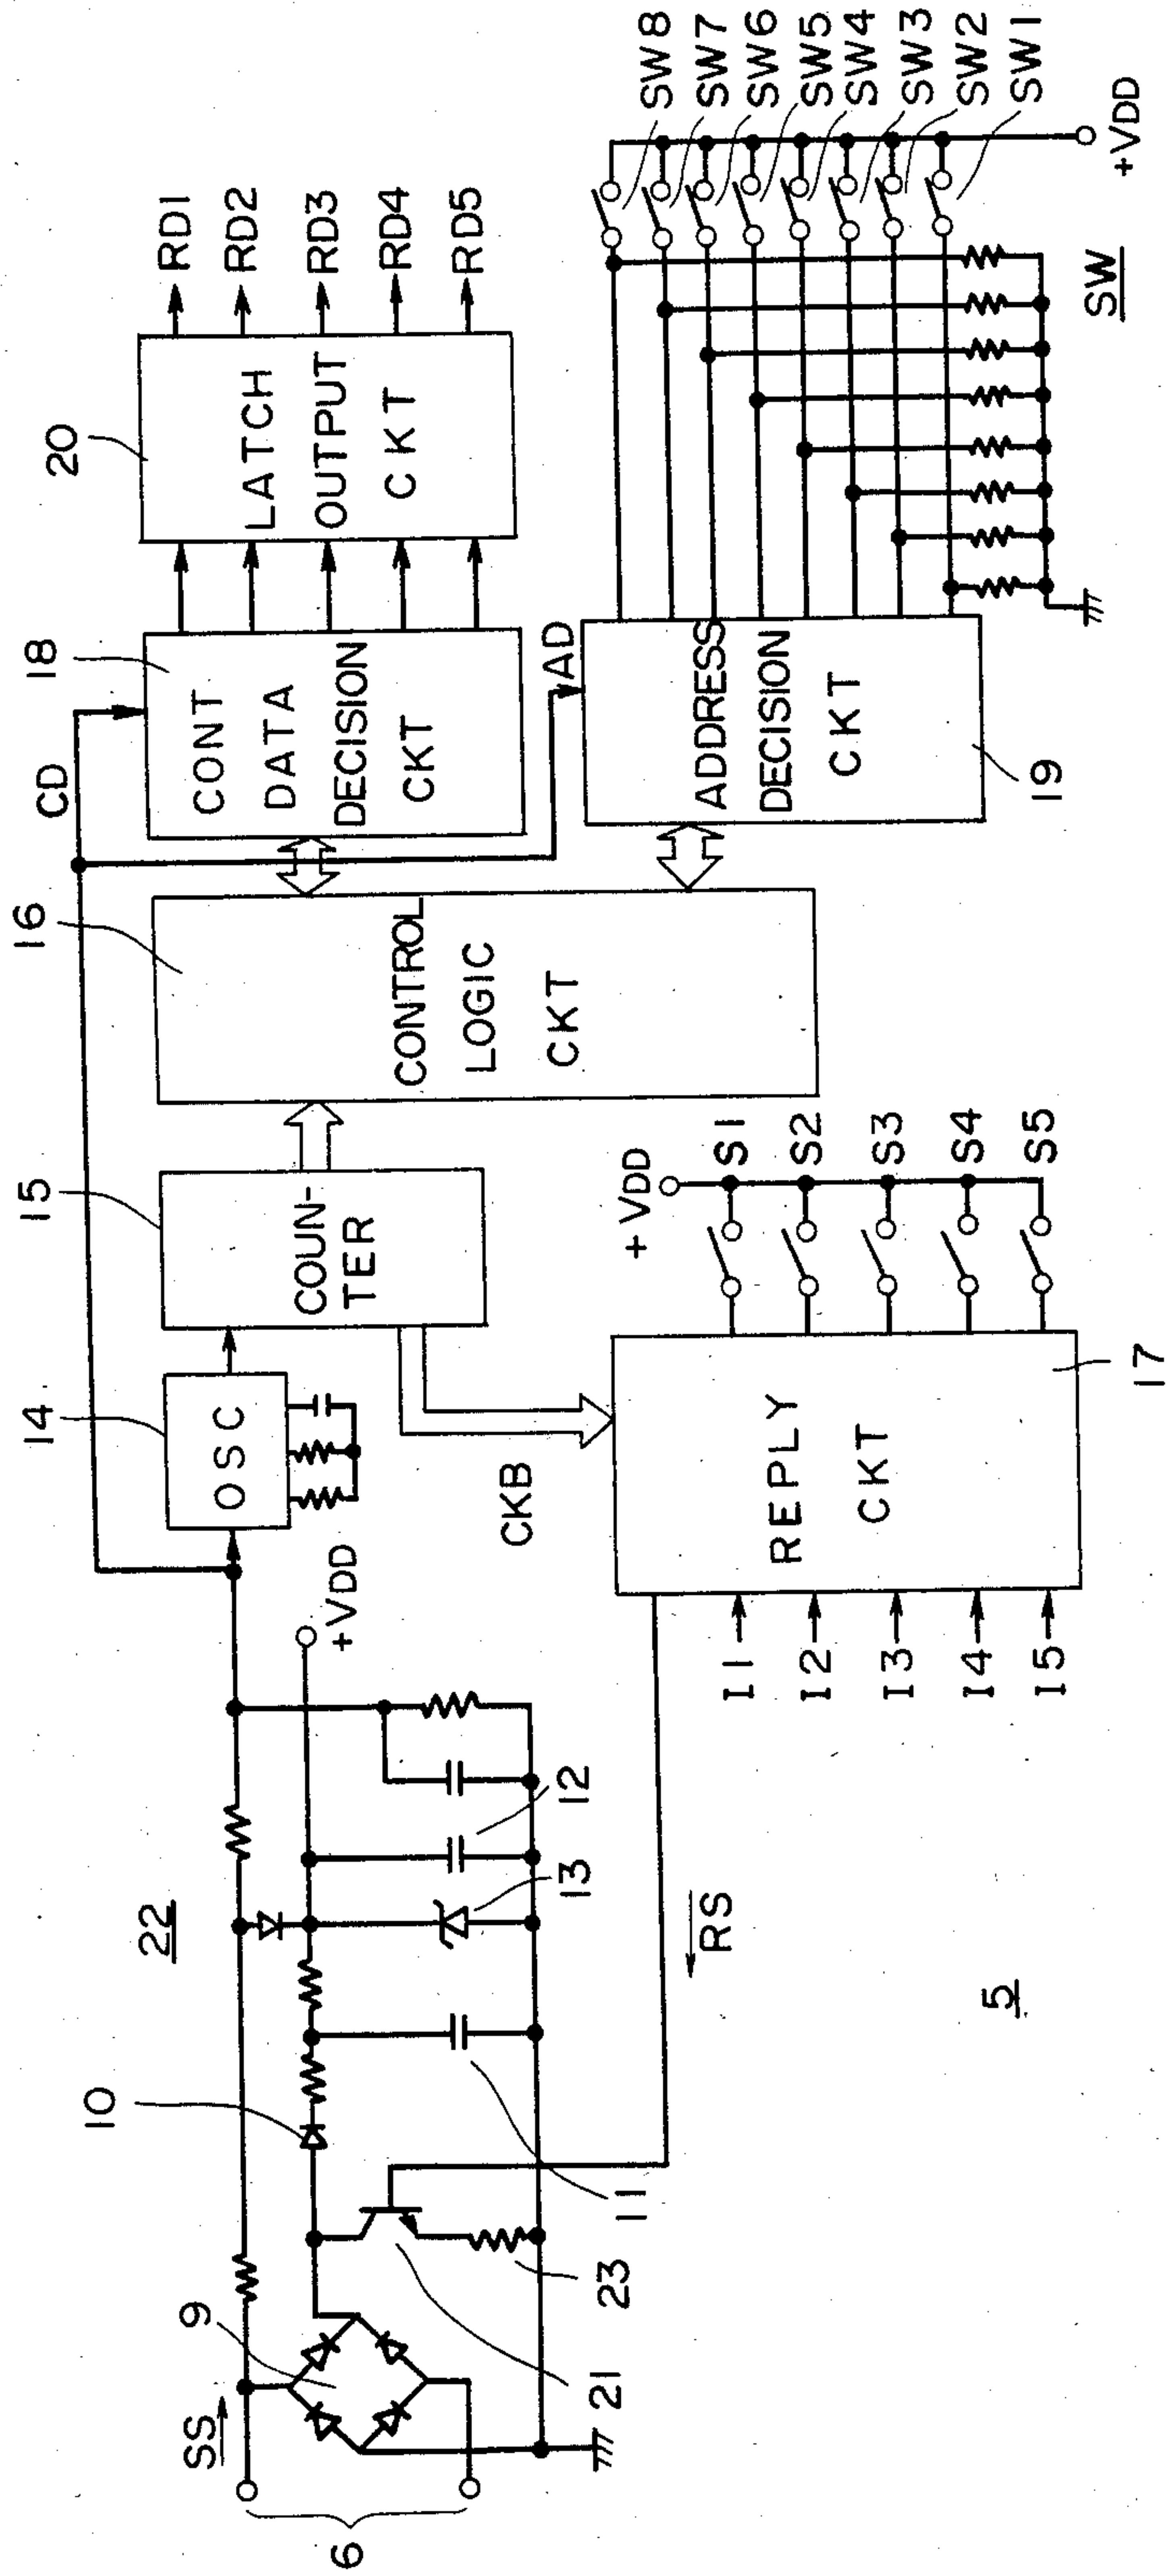 SS
6
9
10
22
21
23
11
13
12
+VDD
RS
14
OSC
15
COUN-
TER
CKB
16
CONTROL
LOGIC
CKT
CD
18
CONT
DATA
DECISION
CKT
20
LATCH
OUTPUT
CKT
RD1
RD2
RD3
RD4
RD5
AD
ADDRESS
DECISION
CKT
19
SW8
SW7
SW6
SW5
SW4
SW3
SW2
SW1
+VDD
SW
I1
I2
I3
I4
I5
REPLY
CKT
17
+VDD
S1
S2
S3
S4
S5
5